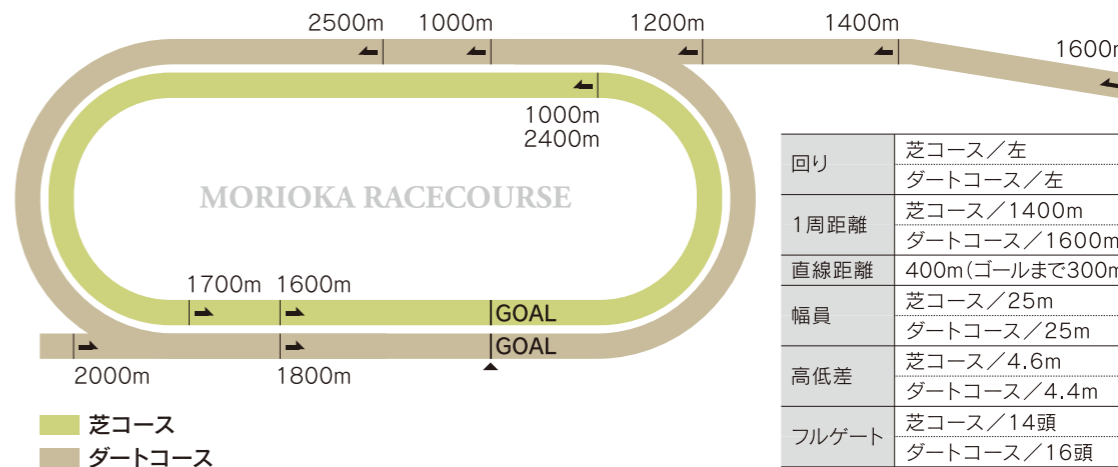 2500m
1000m
1200m
1400m
1600m
1000m
2400m
MORIOKA RACECOURSE
1700m
1600m
GOAL
GOAL
2000m
1800m
芝コース
ダートコース
回り
芝コース/左
ダートコース/左
1周距離
芝コース/1400m
ダートコース/1600m
直線距離
400m(ゴールまで300m
幅員
芝コース/25m
ダートコース/25m
高低差
芝コース/4.6m
ダートコース/4.4m
フルゲート
芝コース/14頭
ダートコース/16頭